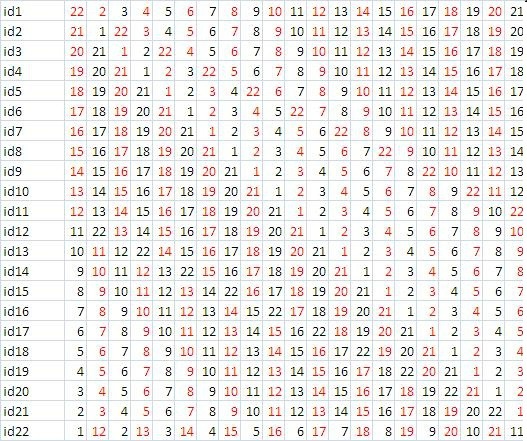 id1 22 2 3 4 5 6 7 8 9 10 11 12 13 14 15 16 17 18 19 20 21
id2 21 1 22 3 4 5 6 7 8 9 10 11 12 13 14 15 16 17 18 19 20
id3 20 21 1 2 22 4 5 6 7 8 9 10 11 12 13 14 15 16 17 18 19
id4 19 20 21 1 2 3 22 5 6 7 8 9 10 11 12 13 14 15 16 17 18
id5 18 19 20 21 1 2 3 4 22 6 7 8 9 10 11 12 13 14 15 16 17
id6 17 18 19 20 21 1 2 3 4 5 22 7 8 9 10 11 12 13 14 15 16
id7 16 17 18 19 20 21 1 2 3 4 5 6 22 8 9 10 11 12 13 14 15
id8 15 16 17 18 19 20 21 1 2 3 4 5 6 7 22 9 10 11 12 13 14
id9 14 15 16 17 18 19 20 21 1 2 3 4 5 6 7 8 22 10 11 12 13
id10 13 14 15 16 17 18 19 20 21 1 2 3 4 5 6 7 8 9 22 11 12
id11 12 13 14 15 16 17 18 19 20 21 1 2 3 4 5 6 7 8 9 10 22
id12 11 22 13 14 15 16 17 18 19 20 21 1 2 3 4 5 6 7 8 9 10
id13 10 11 12 22 14 15 16 17 18 19 20 21 1 2 3 4 5 6 7 8 9
id14 9 10 11 12 13 22 15 16 17 18 19 20 21 1 2 3 4 5 6 7 8
id15 8 9 10 11 12 13 14 22 16 17 18 19 20 21 1 2 3 4 5 6 7
id16 7 8 9 10 11 12 13 14 15 22 17 18 19 20 21 1 2 3 4 5 6
id17 6 7 8 9 10 11 12 13 14 15 16 22 18 19 20 21 1 2 3 4 5
id18 5 6 7 8 9 10 11 12 13 14 15 16 17 22 19 20 21 1 2 3 4
id19 4 5 6 7 8 9 10 11 12 13 14 15 16 17 18 22 20 21 1 2 3
id20 3 4 5 6 7 8 9 10 11 12 13 14 15 16 17 18 19 22 21 1 2
id21 2 3 4 5 6 7 8 9 10 11 12 13 14 15 16 17 18 19 20 22 1
id22 1 12 2 13 3 14 4 15 5 16 6 17 7 18 8 19 9 20 10 21 11